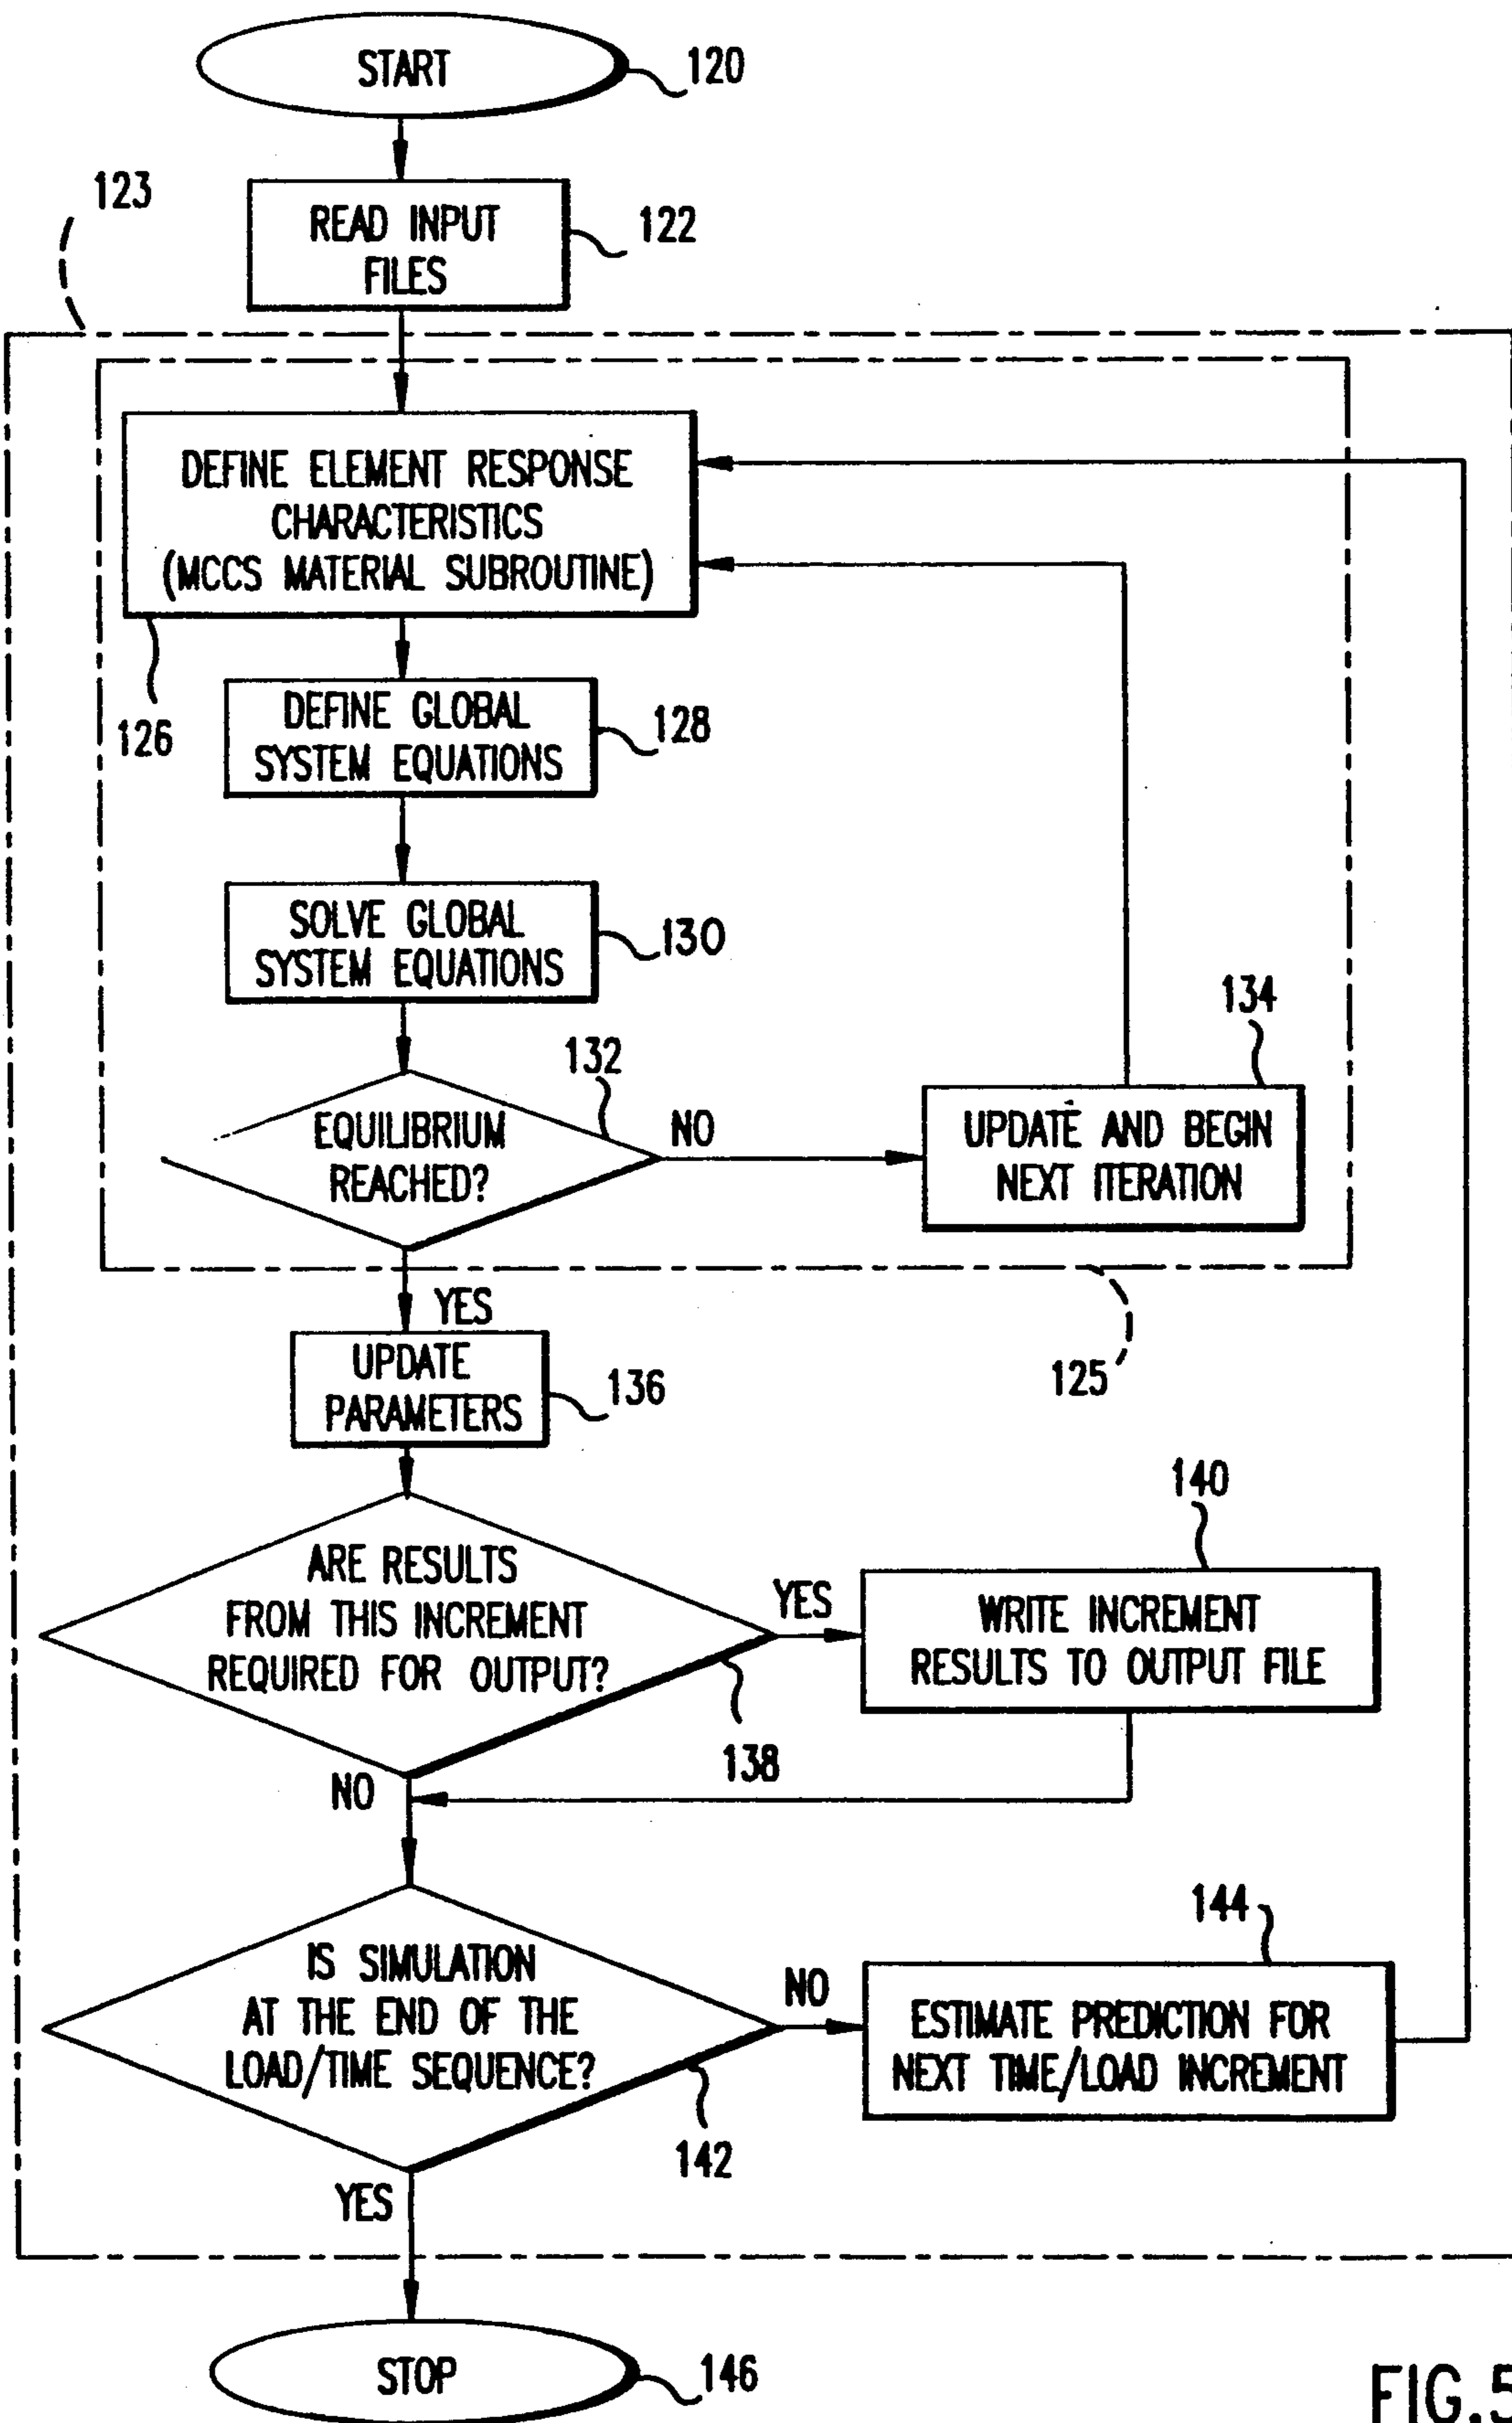 START
120
123
READ INPUT
FILES
122
DEFINE ELEMENT RESPONSE
CHARACTERISTICS
(MCCS MATERIAL SUBROUTINE)
126
DEFINE GLOBAL
SYSTEM EQUATIONS
128
SOLVE GLOBAL
SYSTEM EQUATIONS
130
132
EQUILIBRIUM
REACHED?
NO
134
UPDATE AND BEGIN
NEXT ITERATION
YES
125
UPDATE
PARAMETERS
136
ARE RESULTS
FROM THIS INCREMENT
REQUIRED FOR OUTPUT?
138
YES
140
WRITE INCREMENT
RESULTS TO OUTPUT FILE
NO
IS SIMULATION
AT THE END OF THE
LOAD/TIME SEQUENCE?
142
NO
144
ESTIMATE PREDICTION FOR
NEXT TIME/LOAD INCREMENT
YES
STOP
146
FIG.5